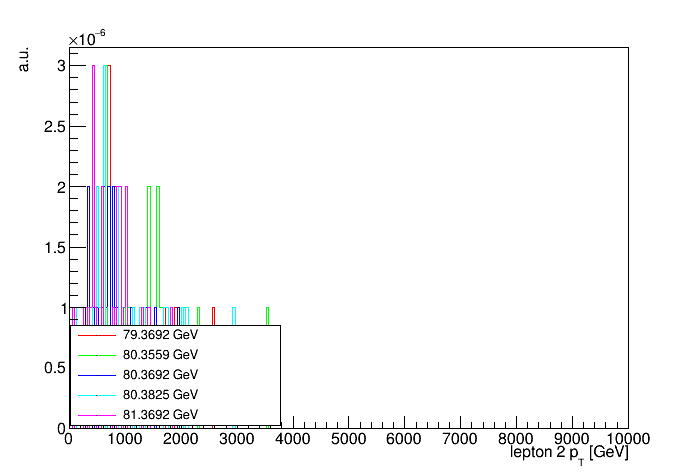 ×10⁻⁶
a.u.
3
2.5
2
1.5
1
0.5
0
79.3692 GeV
80.3559 GeV
80.3692 GeV
80.3825 GeV
81.3692 GeV
0 1000 2000 3000 4000 5000 6000 7000 8000 9000 10000
lepton 2 p_T [GeV]